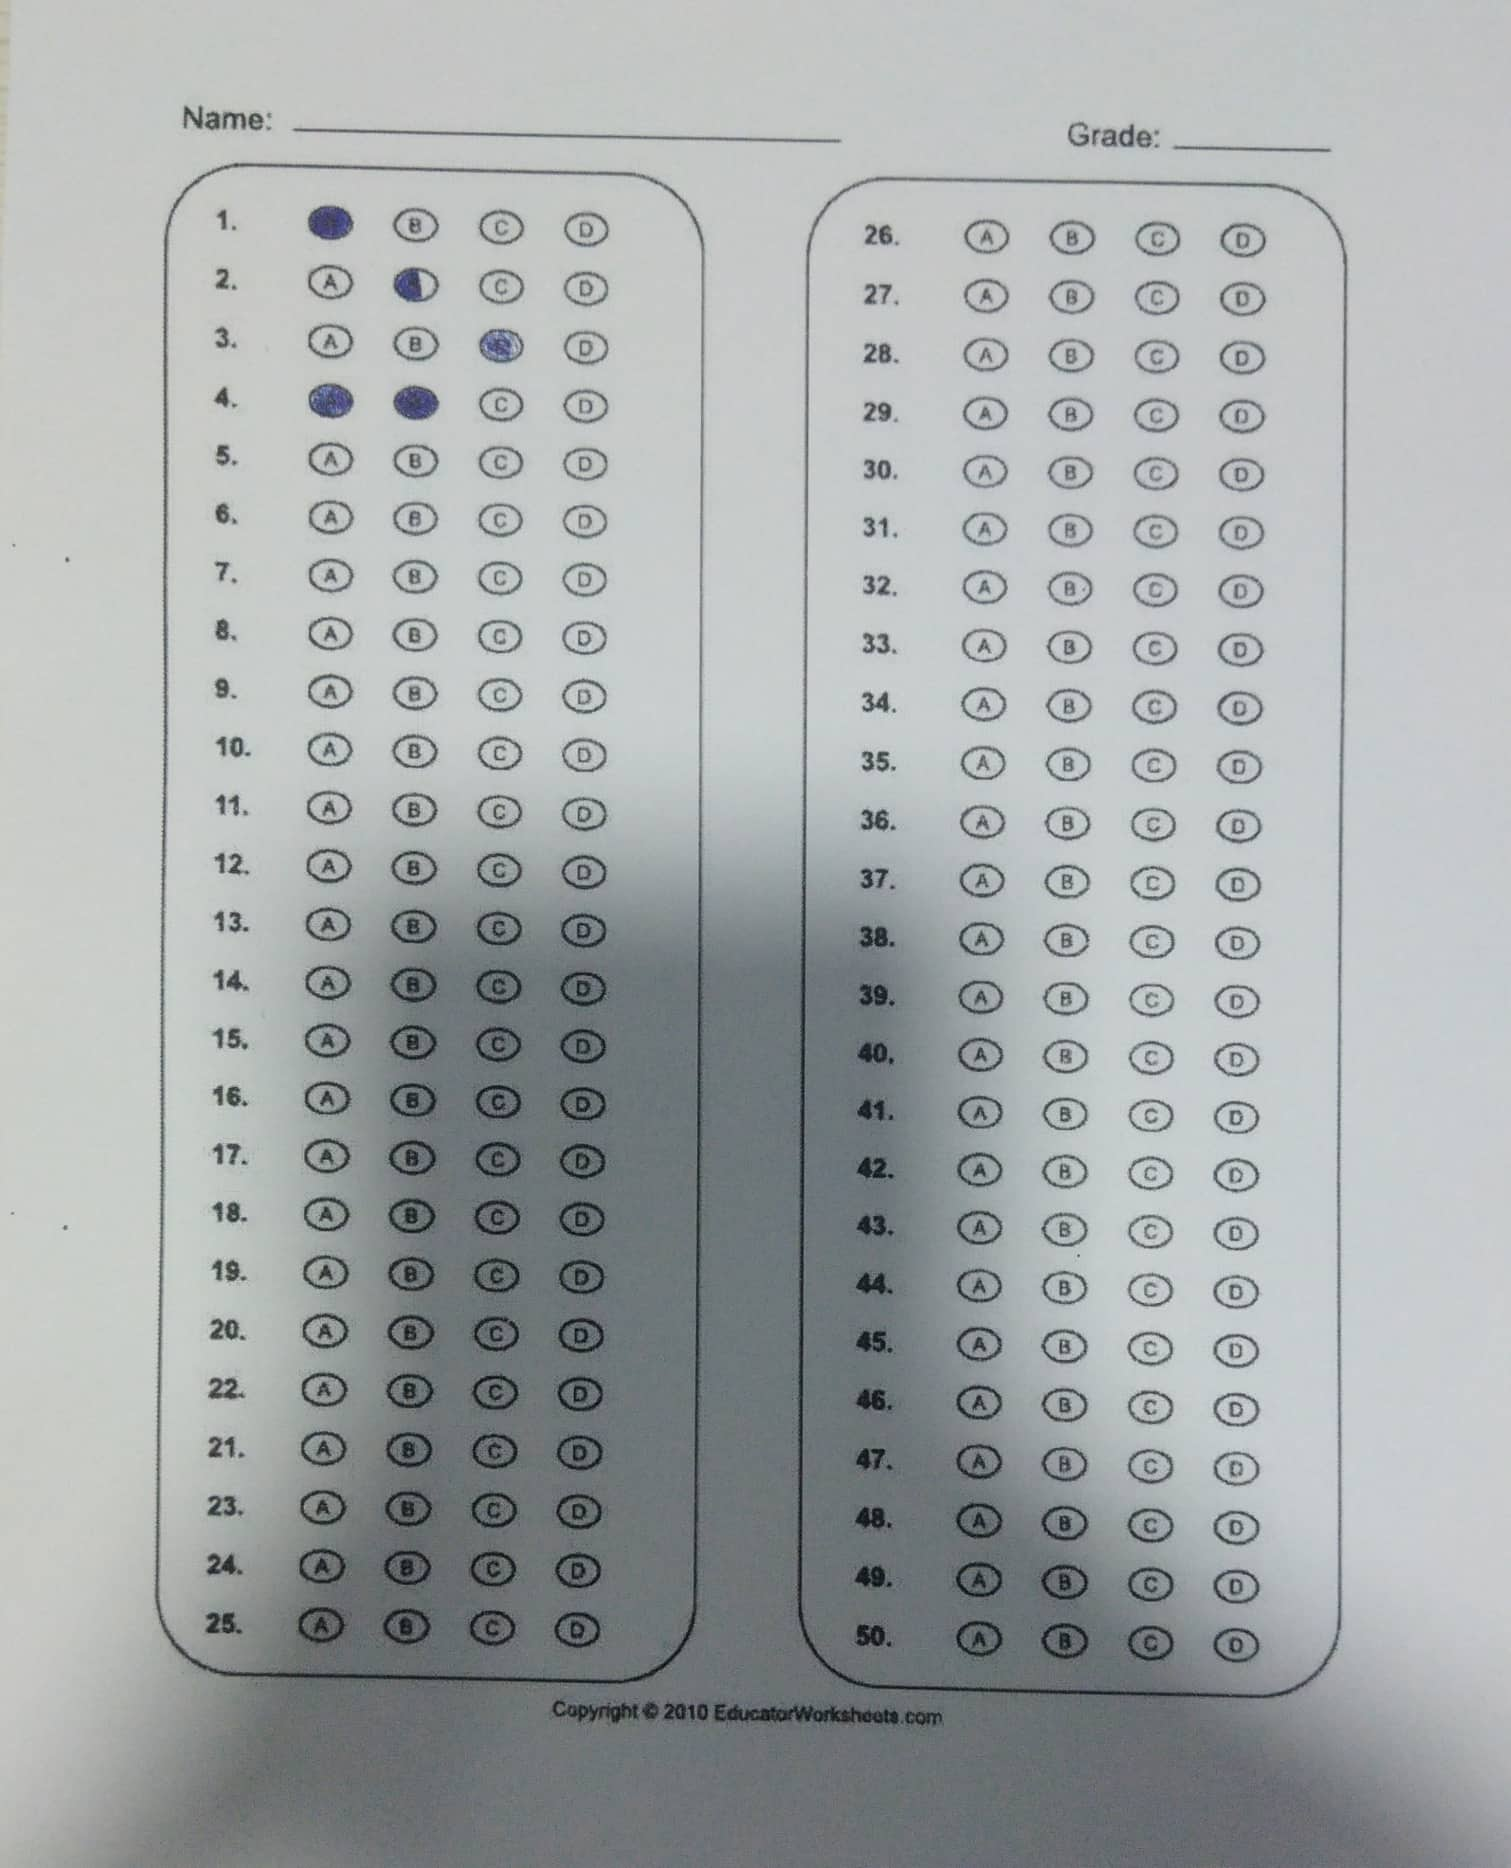 Name: ____________ Grade: ______
1. B C D
2. A C D
3. A B D
4. C D
5. A B C D
6. A B C D
7. A B C D
8. A B C D
9. A B C D
10. A B C D
11. A B C D
12. A B C D
13. A B C D
14. A B C D
15. A B C D
16. A B C D
17. A B C D
18. A B C D
19. A B C D
20. A B C D
22. A B C D
21. A B C D
23. A B C D
24. A B C D
25. A B C D
26. A B C D
27. A B C D
28. A B C D
29. A B C D
30. A B C D
31. A B C D
32. A B C D
33. A B C D
34. A B C D
35. A B C D
36. A B C D
37. A B C D
38. A B C D
39. A B C D
40. A B C D
41. A B C D
42. A B C D
43. A B C D
44. A B C D
45. A B C D
46. A B C D
47. A B C D
48. A B C D
49. A B C D
50. A B C D
Copyright © 2010 EducatorWorksheets.com